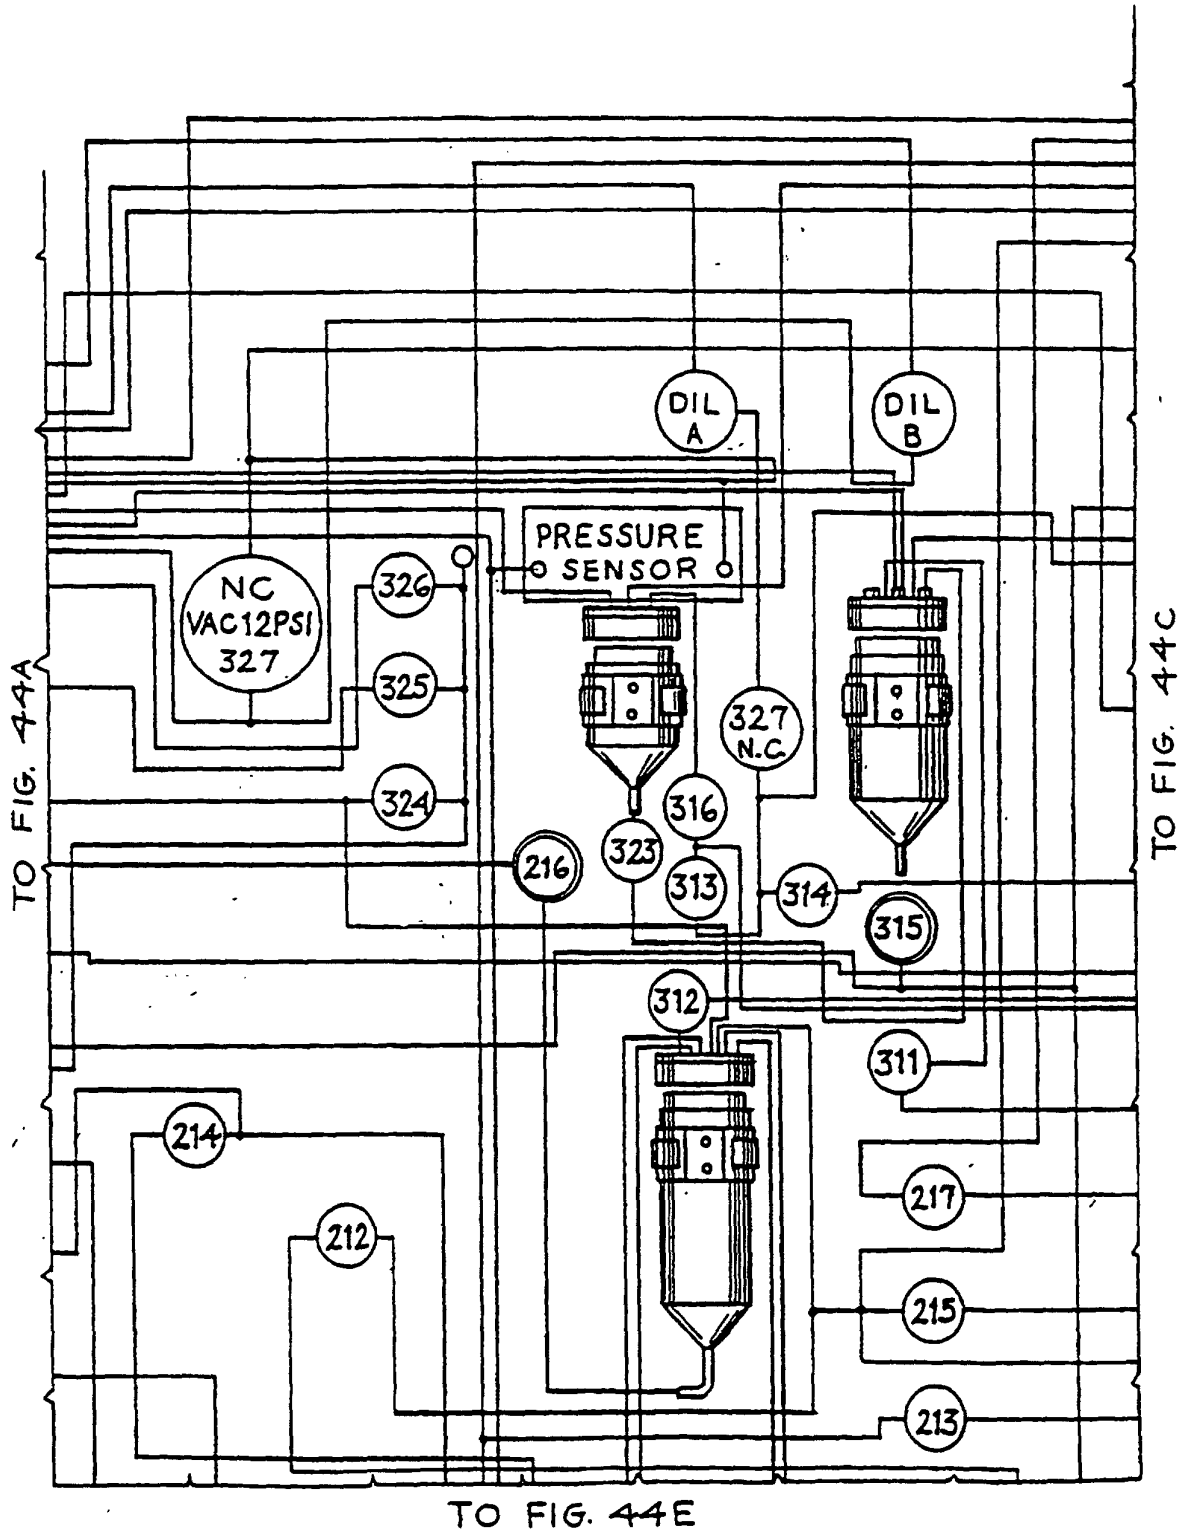 DIL
A
DIL
B
PRESSURE
SENSOR
NC
VAC12PSI
327
326
325
324
327
N.C.
316
323
313
216
314
315
312
311
214
217
212
215
213
TO FIG. 44A
TO FIG. 44C
TO FIG. 44E